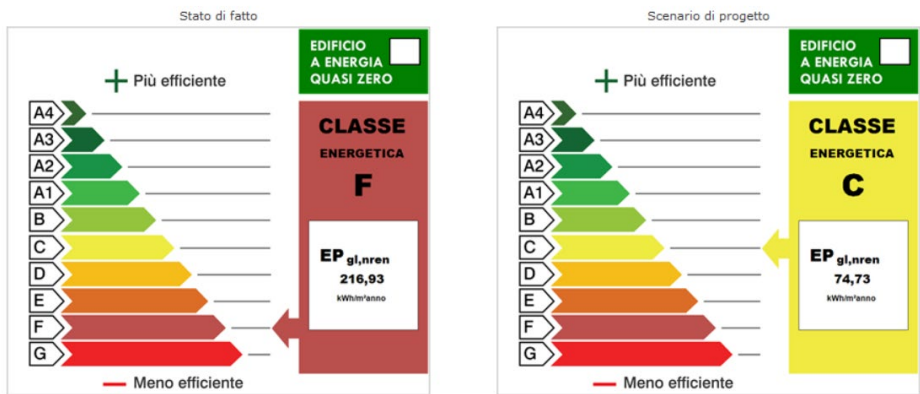 Stato di fatto
EDIFICIO
A ENERGIA
QUASI ZERO
+ Più efficiente
A4
A3
A2
A1
B
C
D
E
F
G
— Meno efficiente
CLASSE
ENERGETICA
F
EP gl,nren
216,93
kWh/m²anno
Scenario di progetto
EDIFICIO
A ENERGIA
QUASI ZERO
+ Più efficiente
A4
A3
A2
A1
B
C
D
E
F
G
— Meno efficiente
CLASSE
ENERGETICA
C
EP gl,nren
74,73
kWh/m²anno